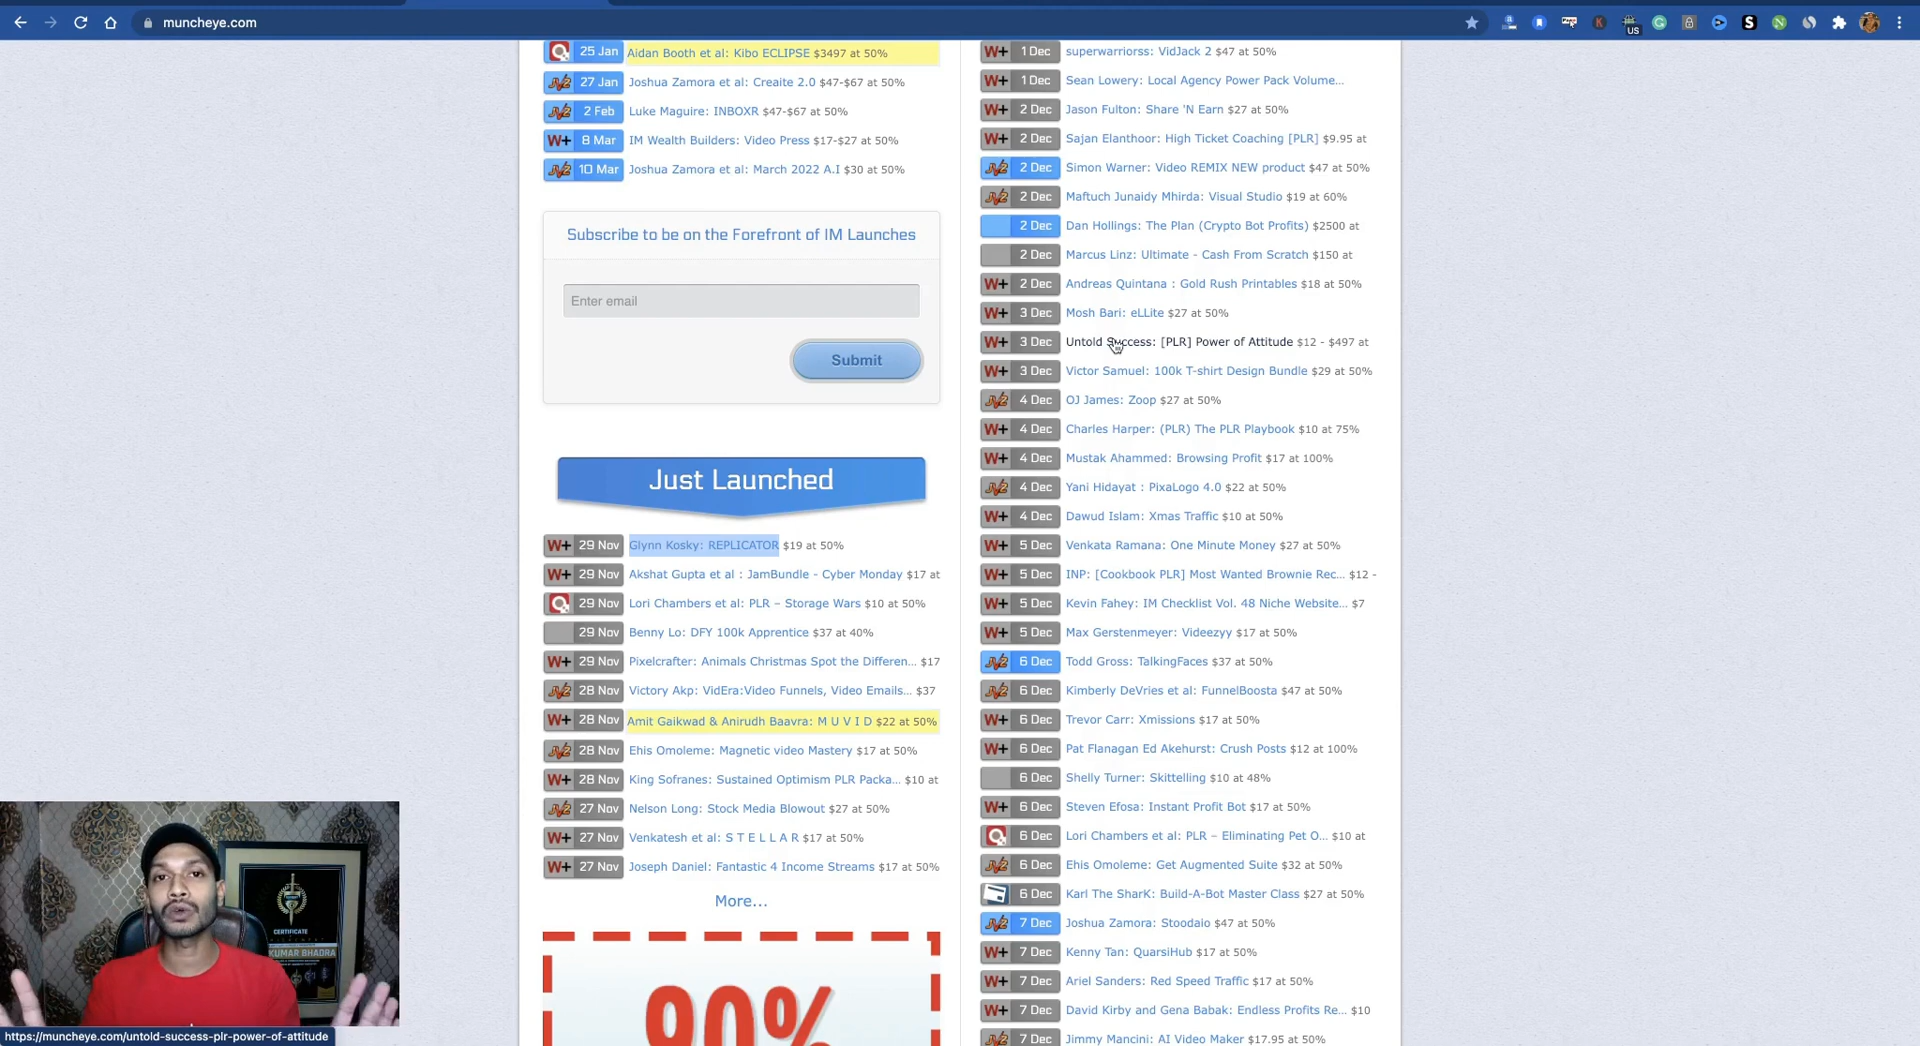 muncheye.com
US
25 Jan Aidan Booth et al: Kibo ECLIPSE $3497 at 50%
JV2 27 Jan Joshua Zamora et al: Creaite 2.0 $47-$67 at 50%
JV2 2 Feb Luke Maguire: INBOXR $47-$67 at 50%
W+ 8 Mar IM Wealth Builders: Video Press $17-$27 at 50%
JV2 10 Mar Joshua Zamora et al: March 2022 A.I $30 at 50%
Subscribe to be on the Forefront of IM Launches
Enter email
Submit
Just Launched
W+ 29 Nov Glynn Kosky: REPLICATOR $19 at 50%
W+ 29 Nov Akshat Gupta et al : JamBundle - Cyber Monday $17 at
29 Nov Lori Chambers et al: PLR – Storage Wars $10 at 50%
29 Nov Benny Lo: DFY 100k Apprentice $37 at 40%
W+ 29 Nov Pixelcrafter: Animals Christmas Spot the Differen... $17
JV2 28 Nov Victory Akp: VidEra:Video Funnels, Video Emails... $37
W+ 28 Nov Amit Gaikwad & Anirudh Baavra: M U V I D $22 at 50%
JV2 28 Nov Ehis Omoleme: Magnetic video Mastery $17 at 50%
W+ 28 Nov King Sofranes: Sustained Optimism PLR Packa... $10 at
JV2 27 Nov Nelson Long: Stock Media Blowout $27 at 50%
W+ 27 Nov Venkatesh et al: S T E L L A R $17 at 50%
W+ 27 Nov Joseph Daniel: Fantastic 4 Income Streams $17 at 50%
More...
90%
W+ 1 Dec superwarriorss: VidJack 2 $47 at 50%
W+ 1 Dec Sean Lowery: Local Agency Power Pack Volume...
W+ 2 Dec Jason Fulton: Share 'N Earn $27 at 50%
W+ 2 Dec Sajan Elanthoor: High Ticket Coaching [PLR] $9.95 at
JV2 2 Dec Simon Warner: Video REMIX NEW product $47 at 50%
JV2 2 Dec Maftuch Junaidy Mhirda: Visual Studio $19 at 60%
2 Dec Dan Hollings: The Plan (Crypto Bot Profits) $2500 at
2 Dec Marcus Linz: Ultimate - Cash From Scratch $150 at
W+ 2 Dec Andreas Quintana : Gold Rush Printables $18 at 50%
W+ 3 Dec Mosh Bari: eLLite $27 at 50%
W+ 3 Dec Untold Success: [PLR] Power of Attitude $12 - $497 at
W+ 3 Dec Victor Samuel: 100k T-shirt Design Bundle $29 at 50%
JV2 4 Dec OJ James: Zoop $27 at 50%
W+ 4 Dec Charles Harper: (PLR) The PLR Playbook $10 at 75%
W+ 4 Dec Mustak Ahammed: Browsing Profit $17 at 100%
JV2 4 Dec Yani Hidayat : PixaLogo 4.0 $22 at 50%
W+ 4 Dec Dawud Islam: Xmas Traffic $10 at 50%
W+ 5 Dec Venkata Ramana: One Minute Money $27 at 50%
W+ 5 Dec INP: [Cookbook PLR] Most Wanted Brownie Rec... $12 -
W+ 5 Dec Kevin Fahey: IM Checklist Vol. 48 Niche Website... $7
W+ 5 Dec Max Gerstenmeyer: Videezyy $17 at 50%
JV2 6 Dec Todd Gross: TalkingFaces $37 at 50%
JV2 6 Dec Kimberly DeVries et al: FunnelBoosta $47 at 50%
W+ 6 Dec Trevor Carr: Xmissions $17 at 50%
W+ 6 Dec Pat Flanagan Ed Akehurst: Crush Posts $12 at 100%
6 Dec Shelly Turner: Skittelling $10 at 48%
W+ 6 Dec Steven Efosa: Instant Profit Bot $17 at 50%
6 Dec Lori Chambers et al: PLR – Eliminating Pet O... $10 at
JV2 6 Dec Ehis Omoleme: Get Augmented Suite $32 at 50%
6 Dec Karl The SharK: Build-A-Bot Master Class $27 at 50%
JV2 7 Dec Joshua Zamora: Stoodaio $47 at 50%
W+ 7 Dec Kenny Tan: QuarsiHub $17 at 50%
W+ 7 Dec Ariel Sanders: Red Speed Traffic $17 at 50%
W+ 7 Dec David Kirby and Gena Babak: Endless Profits Re... $10
JV2 7 Dec Jimmy Mancini: AI Video Maker $17.95 at 50%
CERTIFICATE
KUMAR BHADRA
https://muncheye.com/untold-success-plr-power-of-attitude